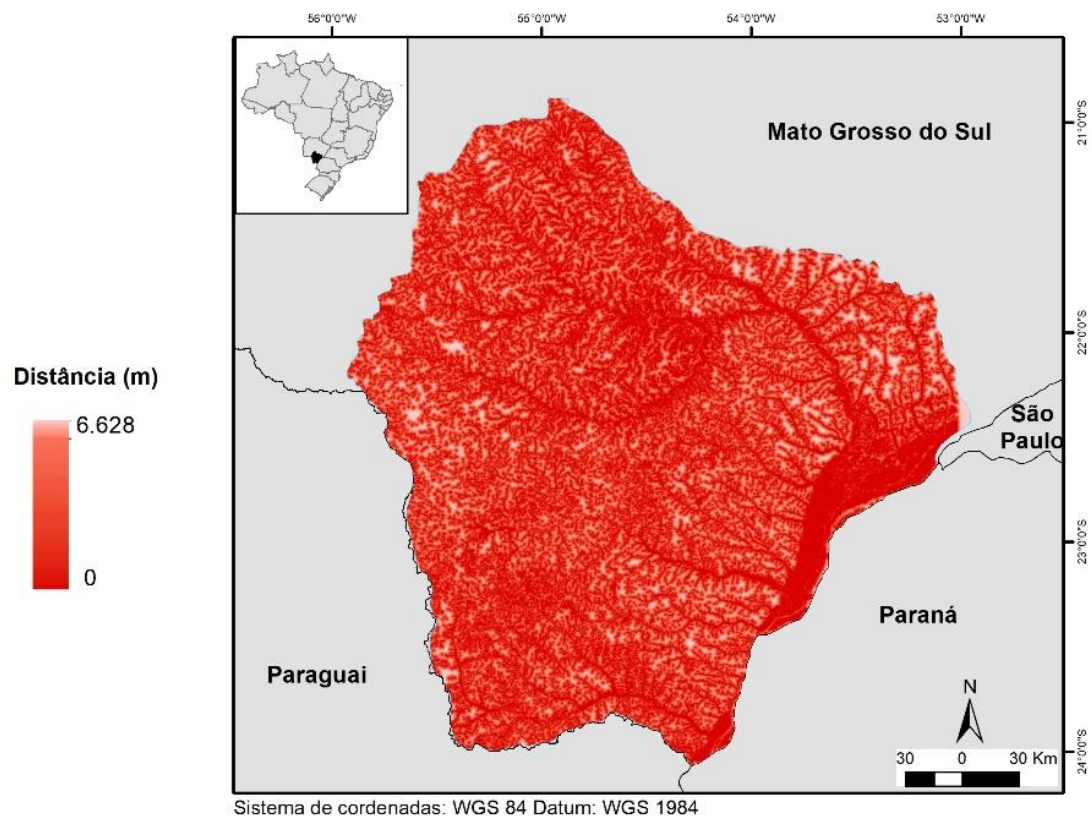 56°0'0"W
55°0'0"W
54°0'0"W
53°0'0"W
21°0'0"S
Mato Grosso do Sul
22°0'0"S
Distância (m)
6.628
0
São
Paulo
23°0'0"S
Paraná
Paraguai
N
24°0'0"S
30 0 30 Km
Sistema de cordenadas: WGS 84 Datum: WGS 1984